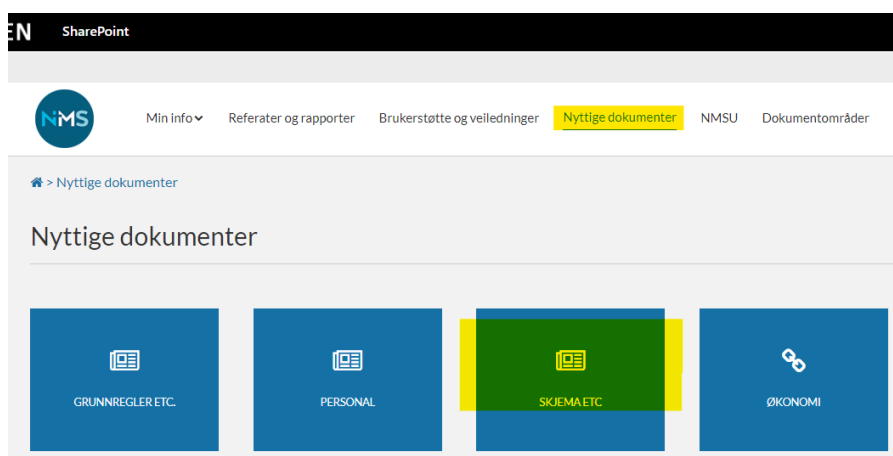 EN SharePoint
NMS
Min info Referater og rapporter Brukerstøtte og veiledninger Nyttige dokumenter NMSU Dokumentområder
> Nyttige dokumenter
Nyttige dokumenter
GRUNNREGLER ETC. PERSONAL SKJEMA ETC ØKONOMI